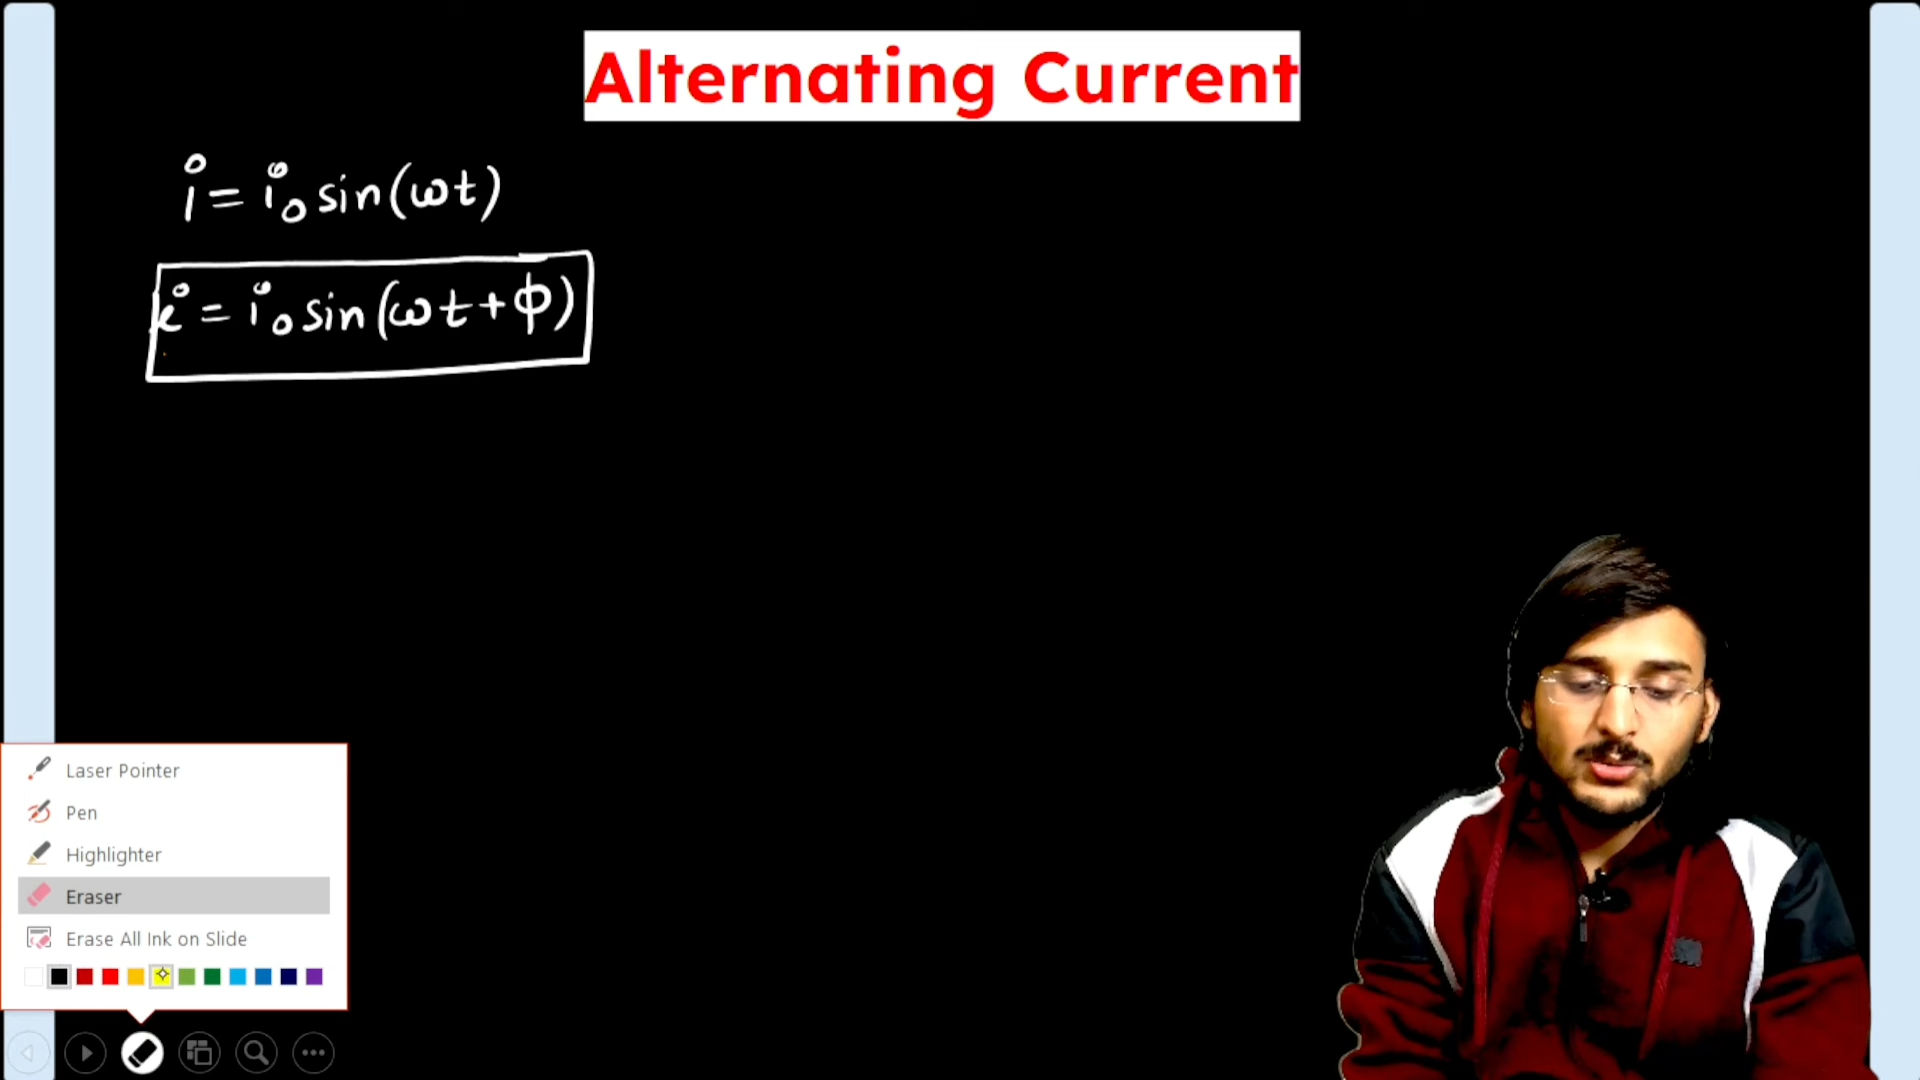 Alternating Current
i = i₀ sin(ωt)
i = i₀ sin(ωt + ϕ)
Laser Pointer
Pen
Highlighter
Eraser
Erase All Ink on Slide